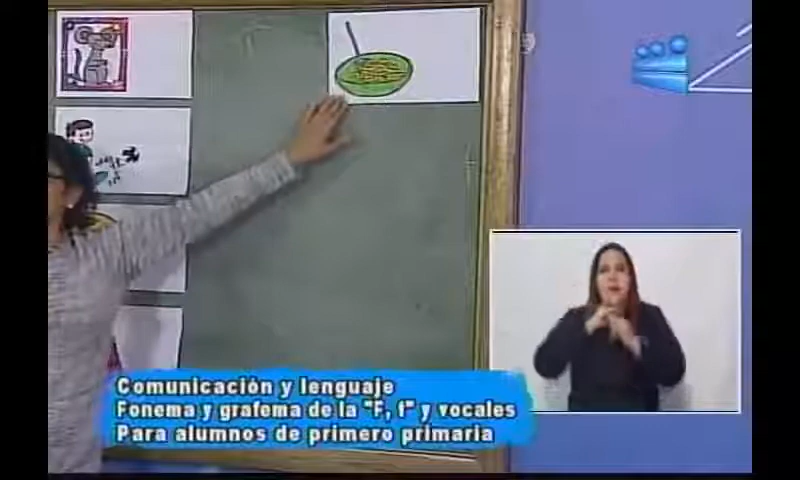 Comunicación y lenguaje
Fonema y grafema de la "F, f" y vocales
Para alumnos de primero primaria